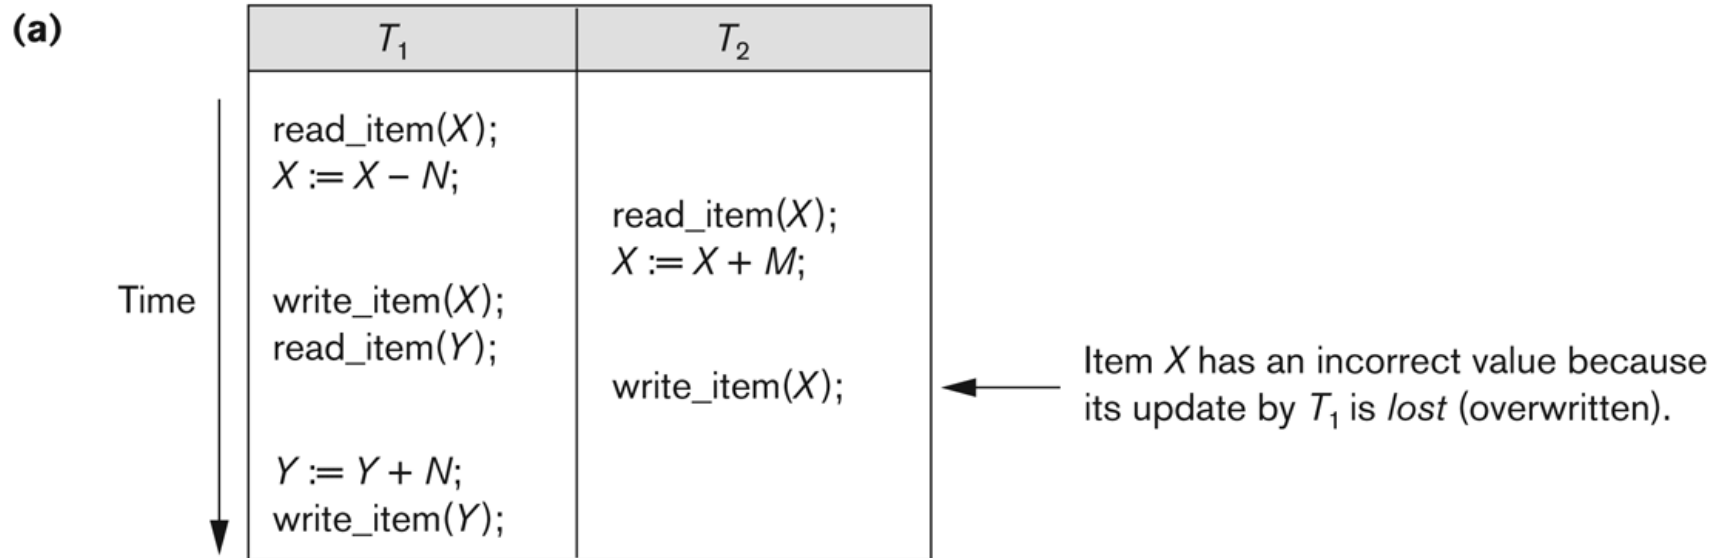 (a)
T₁ T₂
read_item(X);
X := X – N;
read_item(X);
X := X + M;
Time
write_item(X);
read_item(Y);
write_item(X);
Item X has an incorrect value because
its update by T₁ is lost (overwritten).
Y := Y + N;
write_item(Y);